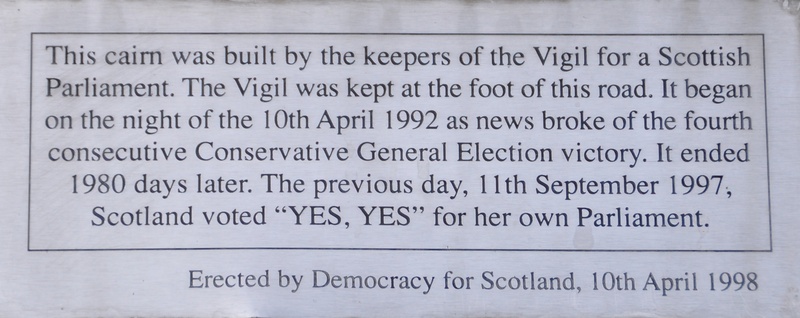 This cairn was built by the keepers of the Vigil for a Scottish
Parliament. The Vigil was kept at the foot of this road. It began
on the night of the 10th April 1992 as news broke of the fourth
consecutive Conservative General Election victory. It ended
1980 days later. The previous day, 11th September 1997,
Scotland voted “YES, YES” for her own Parliament.
Erected by Democracy for Scotland, 10th April 1998